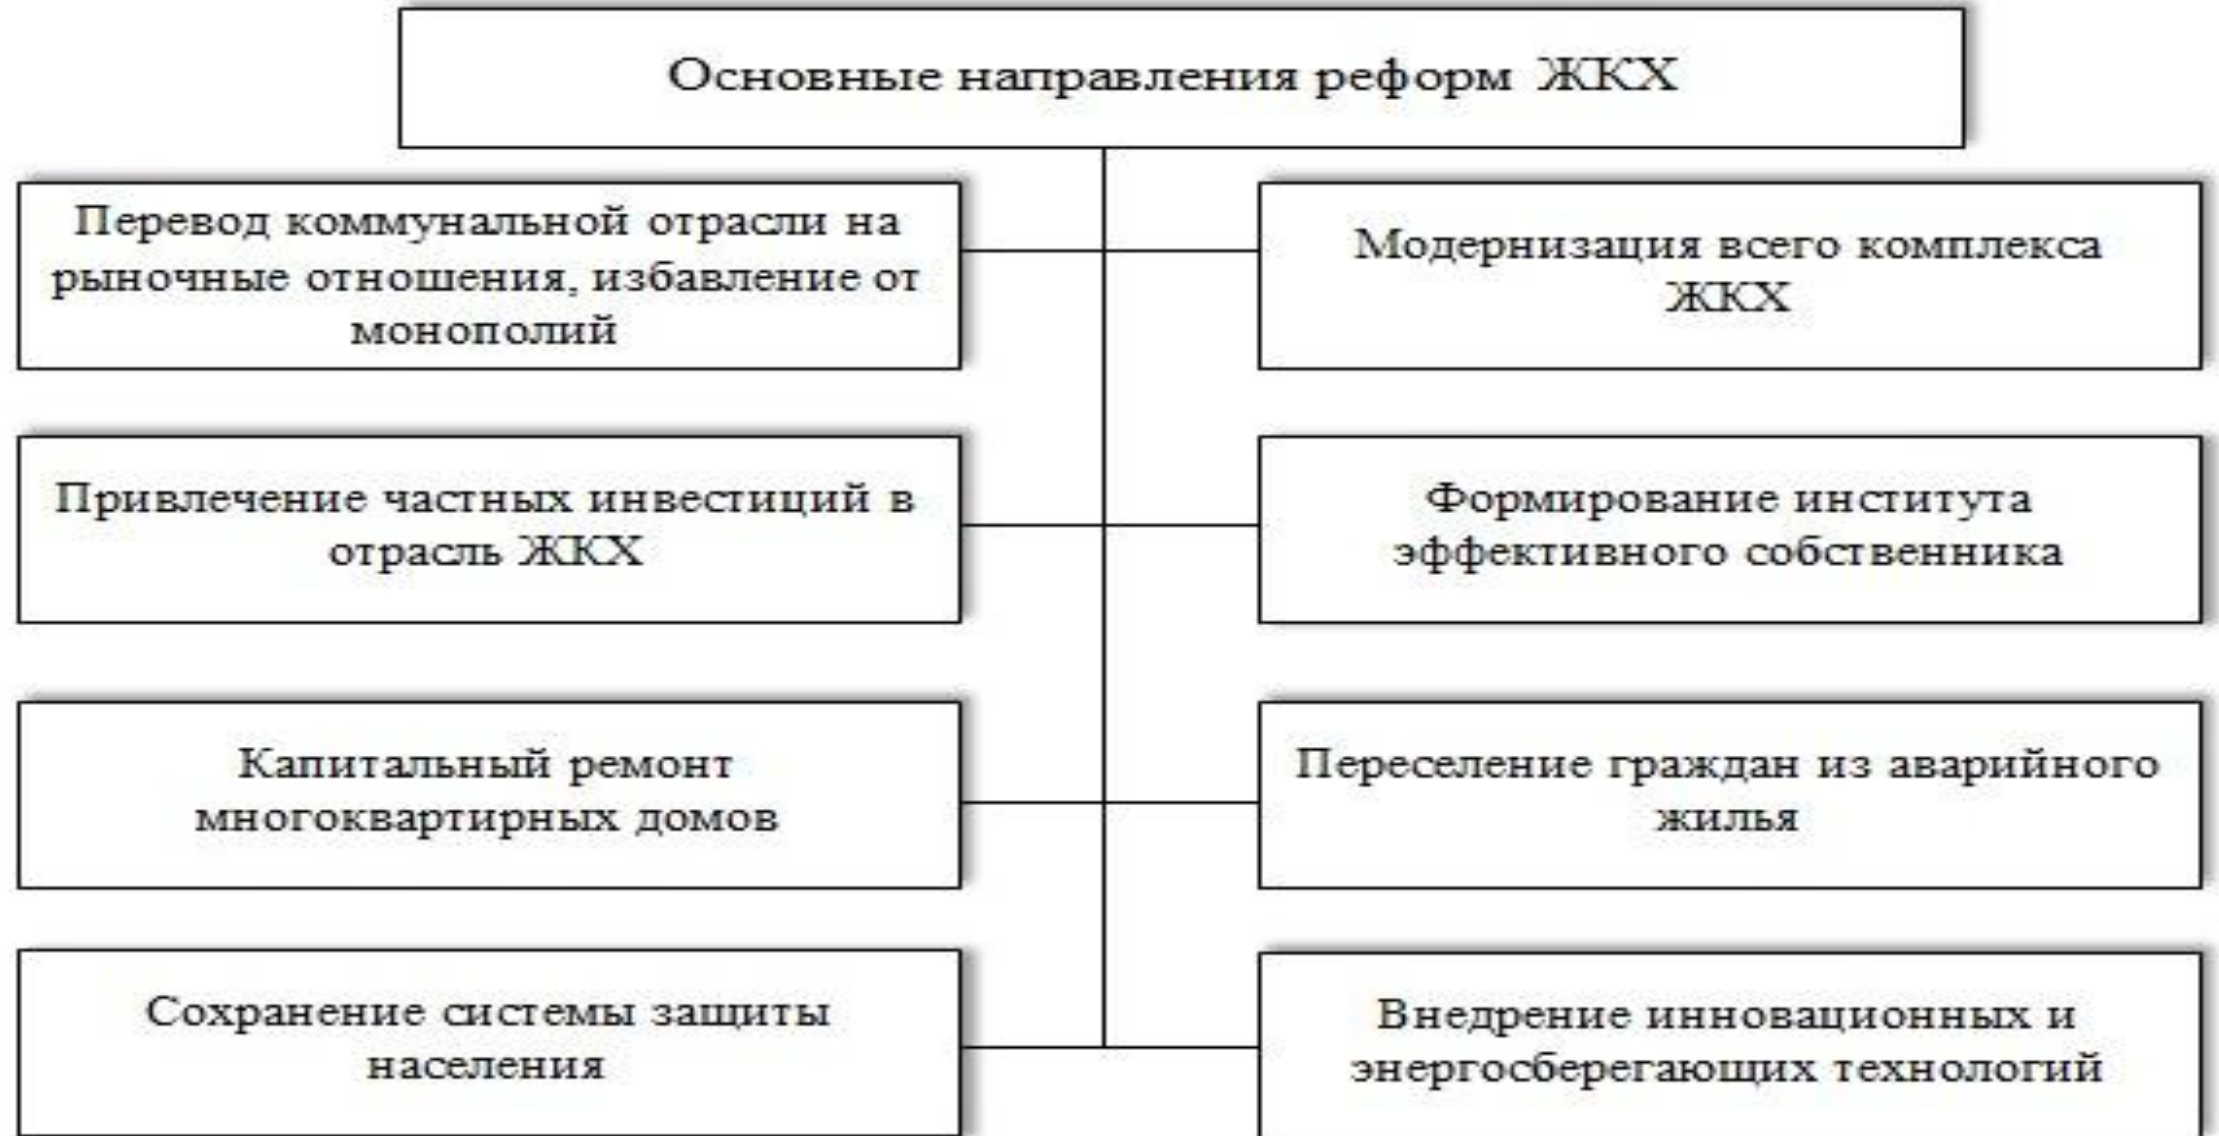 Основные направления реформ ЖКХ
Перевод коммунальной отрасли на
рыночные отношения, избавление от
монополий
Модернизация всего комплекса
ЖКХ
Привлечение частных инвестиций в
отрасль ЖКХ
Формирование института
эффективного собственника
Капитальный ремонт
многоквартирных домов
Переселение граждан из аварийного
жилья
Сохранение системы защиты
населения
Внедрение инновационных и
энергосберегающих технологий